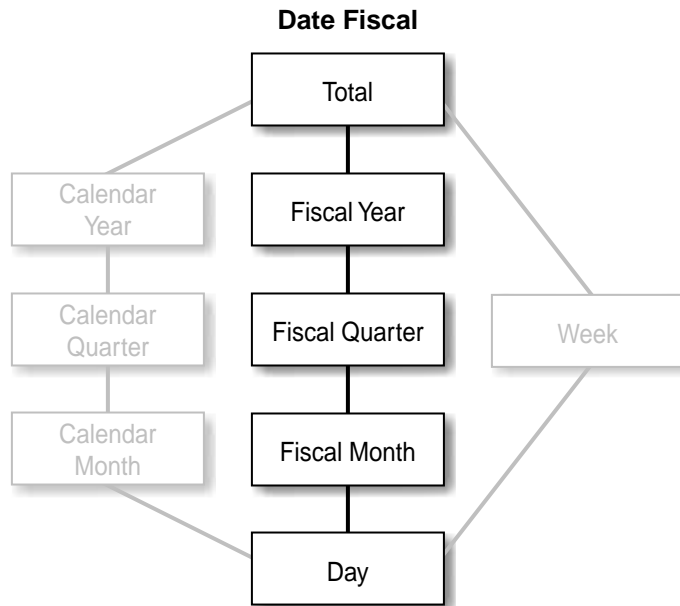 Date Fiscal
Total
Calendar
Year
Fiscal Year
Calendar
Quarter
Fiscal Quarter
Week
Calendar
Month
Fiscal Month
Day